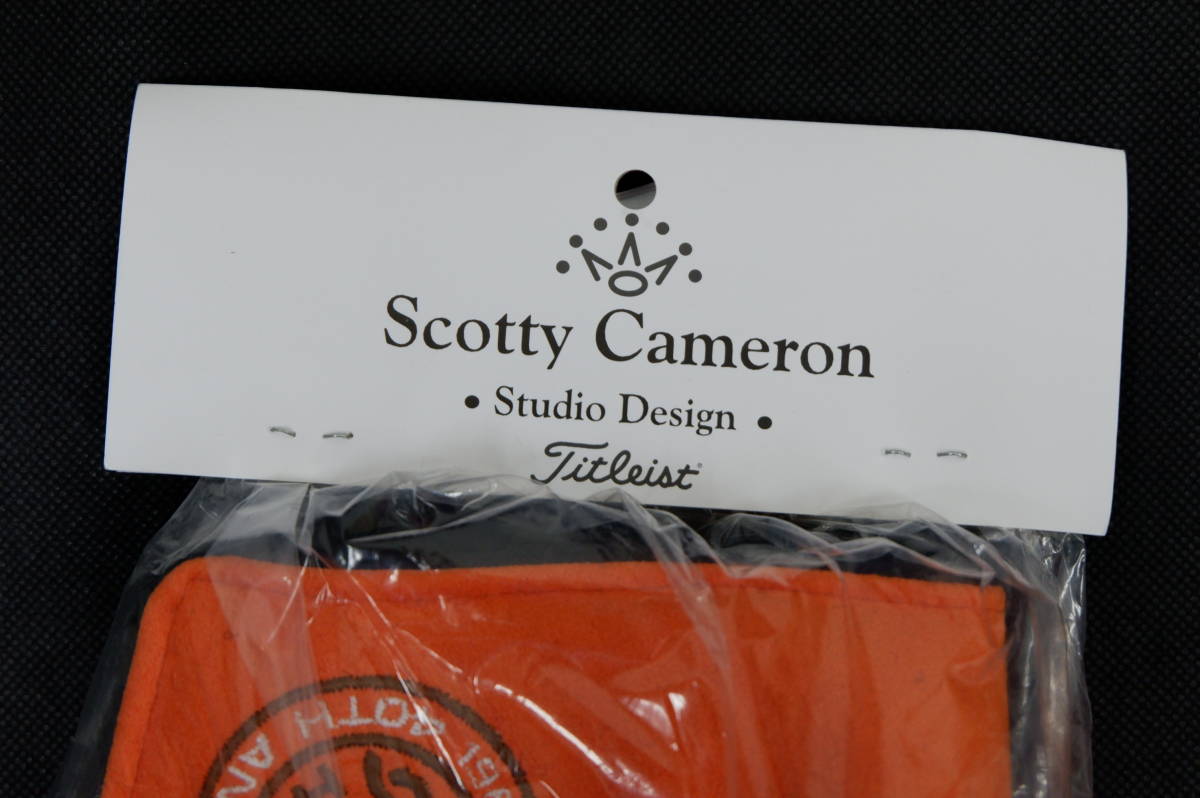 Scotty Cameron
• Studio Design •
Titleist